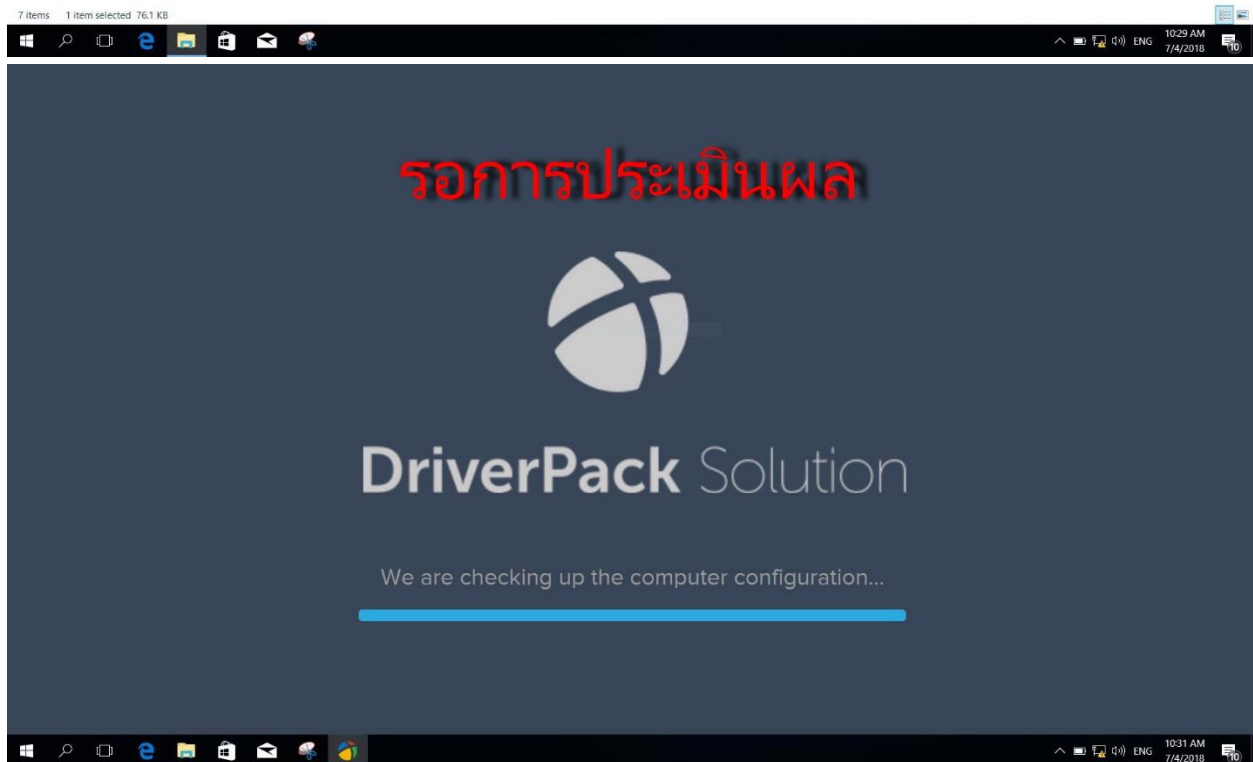 7 items 1 item selected 76.1 KB
ENG 10:29 AM
7/4/2018 10
รอการประเมินผล
DriverPack Solution
We are checking up the computer configuration...
ENG 10:31 AM
7/4/2018 10